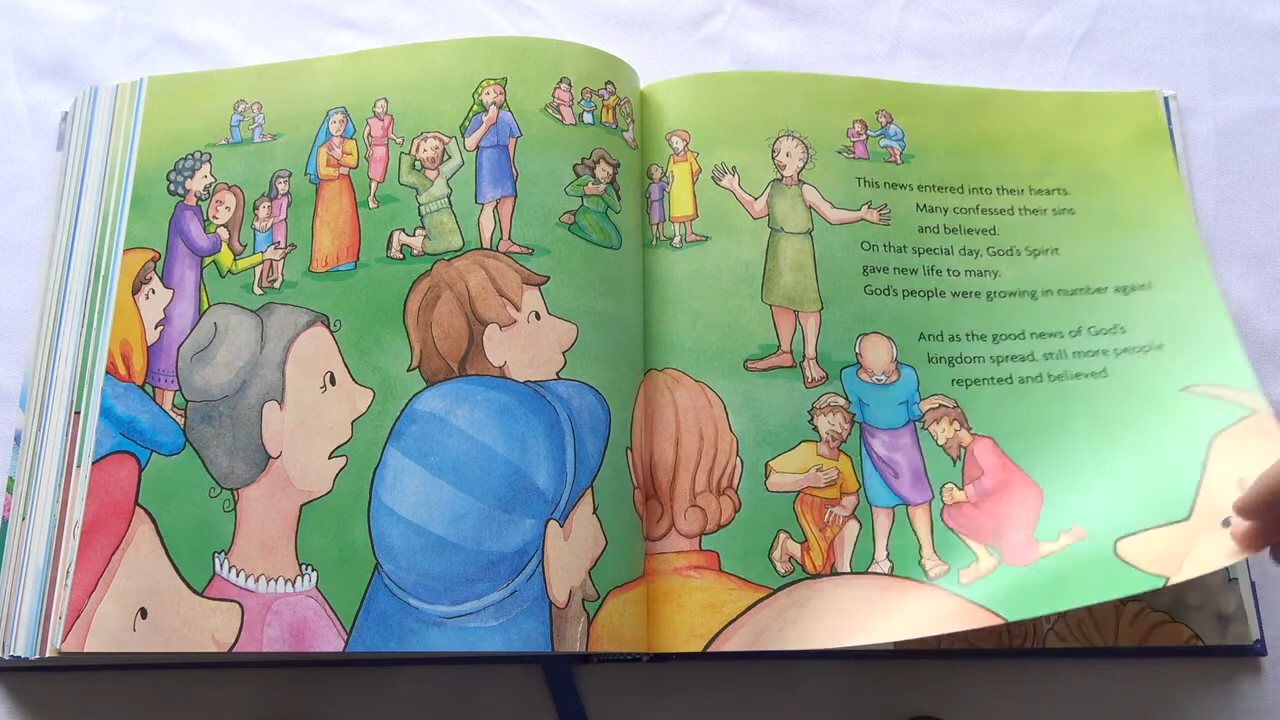 This news entered into their hearts.
Many confessed their sins
and believed.
On that special day, God's Spirit
gave new life to many.
God's people were growing in number again!
And as the good news of God's
kingdom spread, still more people
repented and believed.